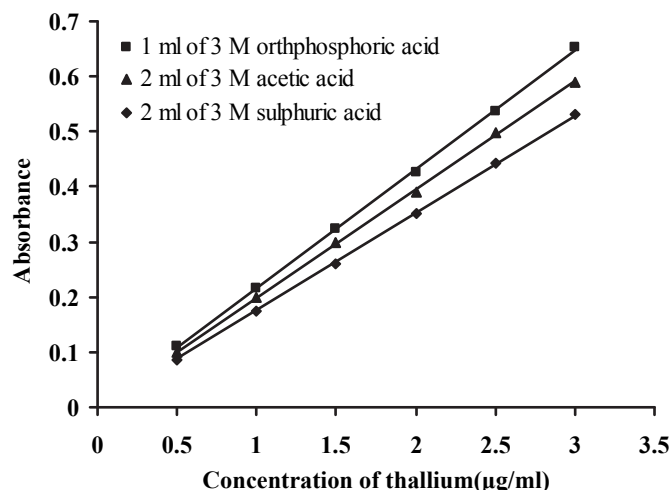 0.7
1 ml of 3 M orthphosphoric acid
0.6
2 ml of 3 M acetic acid
2 ml of 3 M sulphuric acid
0.5
0.4
Absorbance
0.3
0.2
0.1
0
0 0.5 1 1.5 2 2.5 3 3.5
Concentration of thallium(µg/ml)